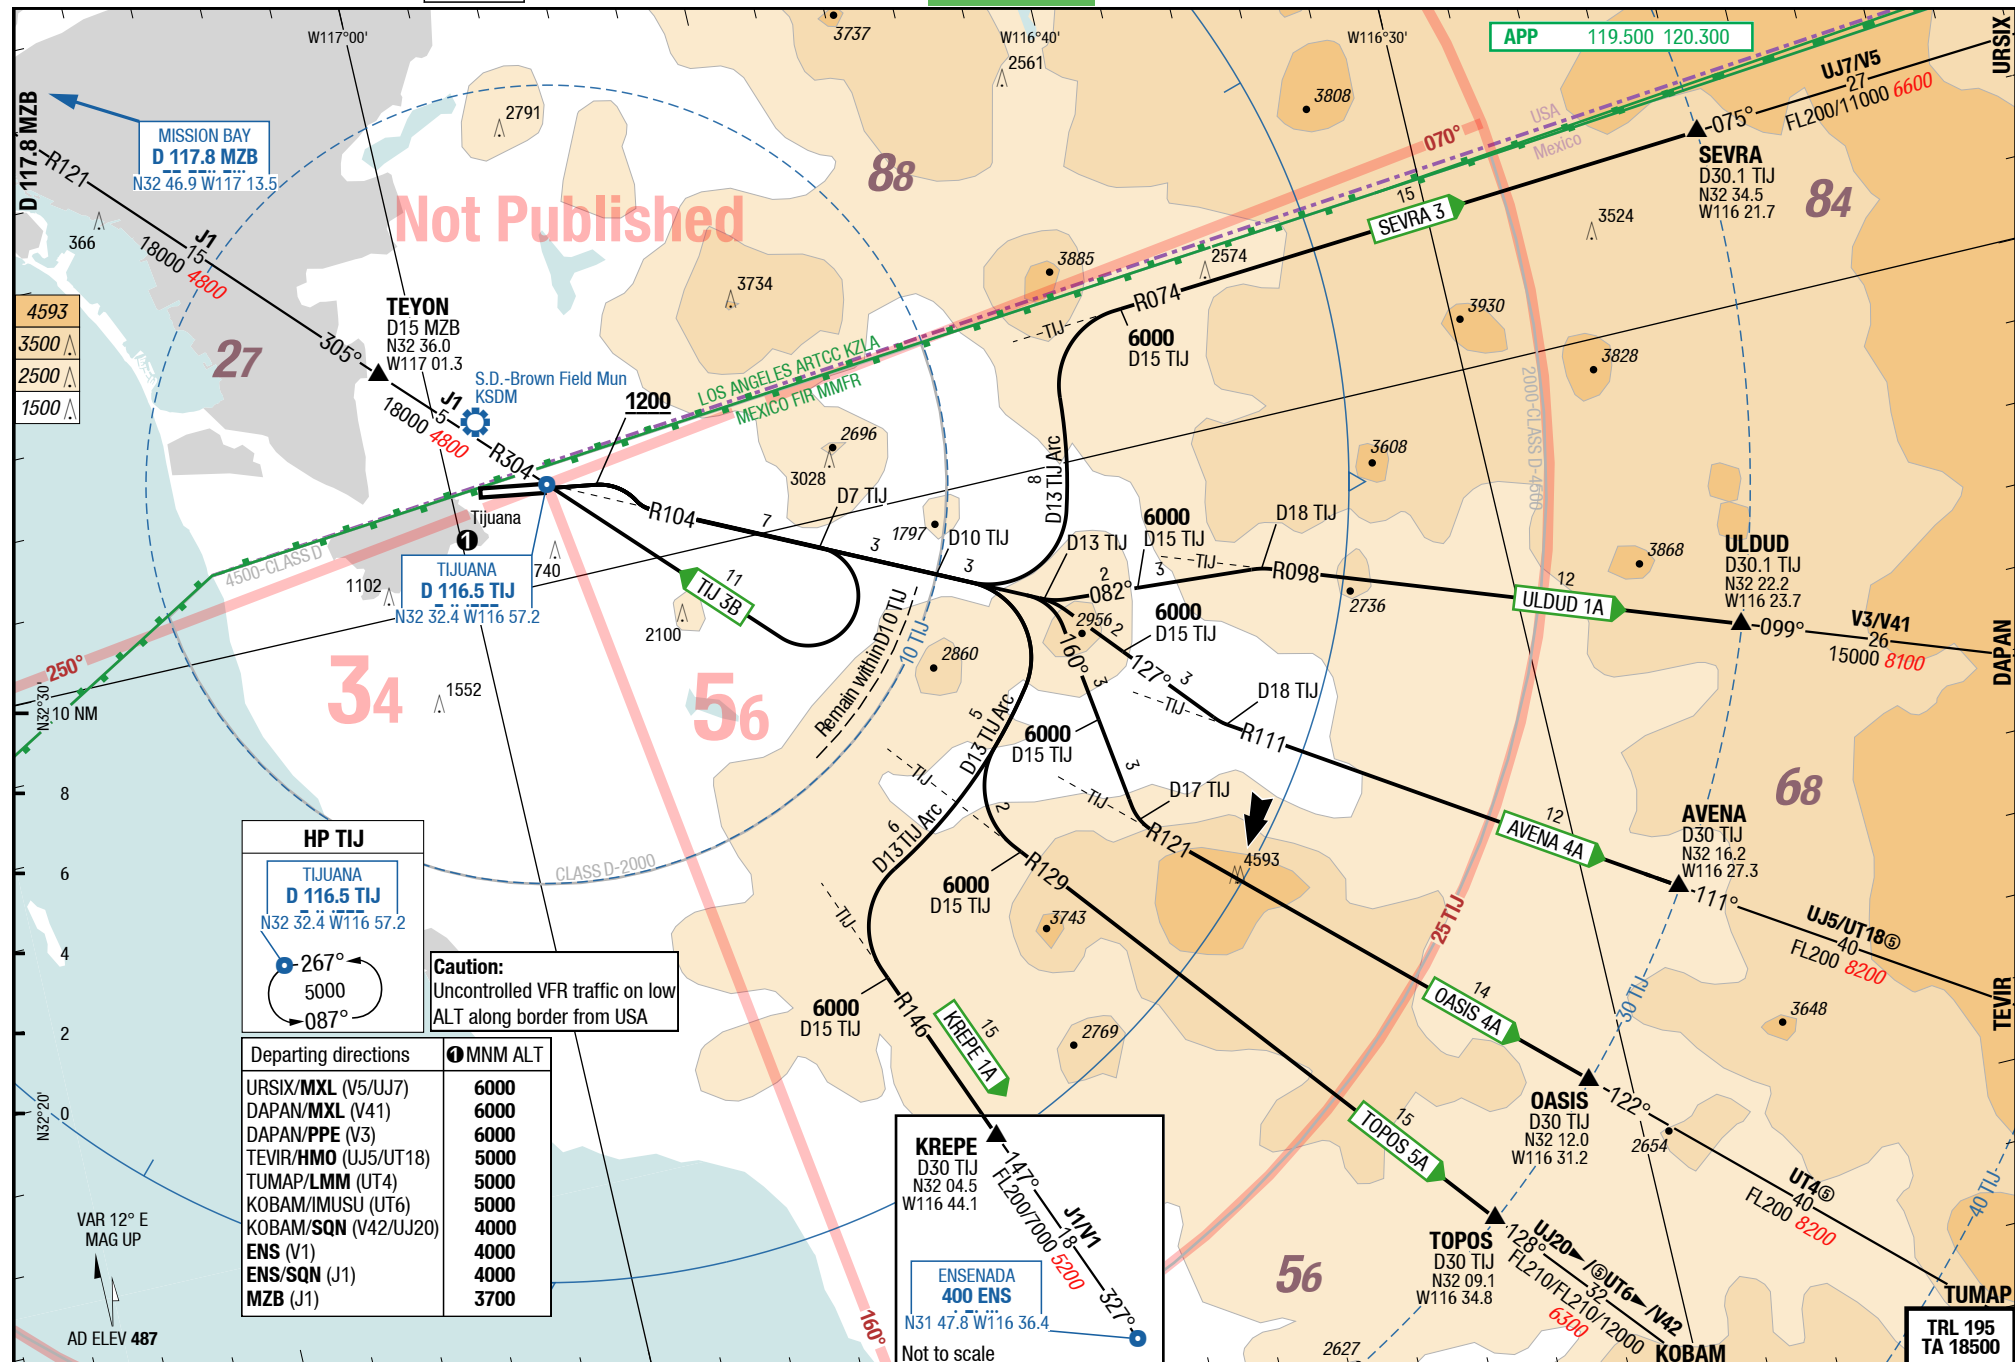 W117°00'
3737
W116°40'
2561
W116°30'
APP 119.500 120.300
URSIX
UJ7/V5
27
FL200/11000 6600
D 117.8 MZB
MISSION BAY
D 117.8 MZB
N32 46.9 W117 13.5
2791
88
3808
070°
USA
Mexico
075°
SEVRA
D30.1 TIJ
N32 34.5
W116 21.7
84
R121
Not Published
15
SEVRA 3
3524
366
J1
15
18000 4800
3734
3885
2574
R074
TIJ
6000
D15 TIJ
3930
3828
4593
3500
2500
1500
TEYON
D15 MZB
N32 36.0
W117 01.3
305°
27
S.D.-Brown Field Mun
KSDM
LOS ANGELES ARTCC KZLA
MEXICO FIR MMFR
J1
5
18000 4800
1200
R304
2696
3028
2000-CLASS D-4500
3608
8
D13 TIJ Arc
Tijuana
1
R104
7
D7 TIJ
1797
3
D10 TIJ
3
6000
D15 TIJ
D18 TIJ
D13 TIJ
TIJ
2
3
082°
R098
3868
ULDUD
D30.1 TIJ
N32 22.2
W116 23.7
4500-CLASS D
TIJUANA
D 116.5 TIJ
N32 32.4 W116 57.2
740
1102
11
TIJ 3B
2100
2736
12
ULDUD 1A
099°
V3/V41
26
15000 8100
DAPAN
2956
6000
D15 TIJ
2
160°
127°
3
3
250°
34
56
1552
Remain within D10 TIJ
10 TIJ
2860
TIJ
D18 TIJ
N32°30'
10 NM
8
6
4
2
0
5
D13 TIJ Arc
6000
D15 TIJ
3
R111
TIJ
TIJ
2
D17 TIJ
68
6
D13 TIJ Arc
R121
4593
12
AVENA 4A
AVENA
D30 TIJ
N32 16.2
W116 27.3
111°
UJ5/UT18⑤
40
FL200 8200
TEVIR
CLASS D-2000
HP TIJ
TIJUANA
D 116.5 TIJ
N32 32.4 W116 57.2
267°
5000
087°
6000
D15 TIJ
R129
3743
TIJ
25 TIJ
Caution:
Uncontrolled VFR traffic on low
ALT along border from USA
6000
D15 TIJ
R146
15
KREPE 1A
2769
14
OASIS 4A
30 TIJ
3648
Departing directions 1 MNM ALT
URSIX/MXL (V5/UJ7) 6000
DAPAN/MXL (V41) 6000
DAPAN/PPE (V3) 6000
TEVIR/HMO (UJ5/UT18) 5000
TUMAP/LMM (UT4) 5000
KOBAM/IMUSU (UT6) 5000
KOBAM/SQN (V42/UJ20) 4000
ENS (V1) 4000
ENS/SQN (J1) 4000
MZB (J1) 3700
N32°20'
OASIS
D30 TIJ
N32 12.0
W116 31.2
122°
2654
UT4⑤
40
FL200 8200
40 TIJ
TUMAP
15
TOPOS 5A
KREPE
D30 TIJ
N32 04.5
W116 44.1
147°
J1/V1
18
FL200/7000 5200
327°
ENSENADA
400 ENS
N31 47.8 W116 36.4
Not to scale
VAR 12° E
MAG UP
AD ELEV 487
160°
56
TOPOS
D30 TIJ
N32 09.1
W116 34.8
128°
UJ20 /⑤UT6 /V42
32
FL210/FL210/12000
6300
2627
KOBAM
TRL 195
TA 18500